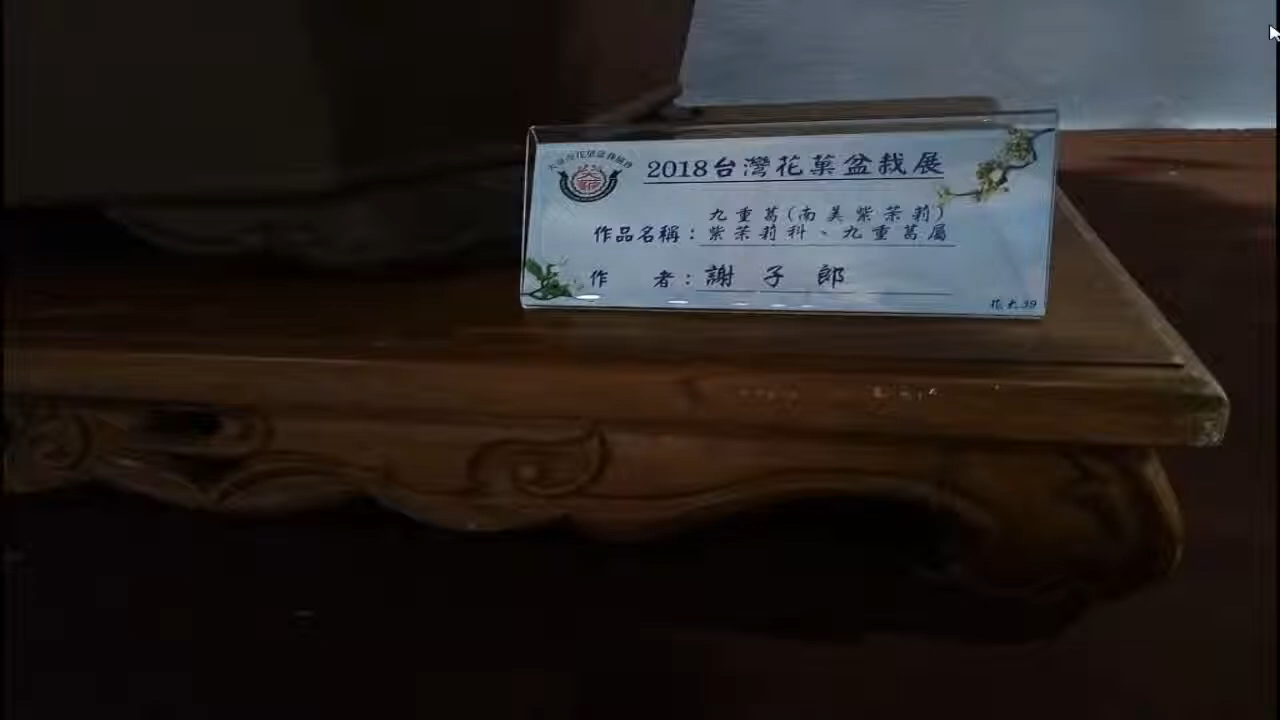 2018台灣花菓盆栽展
九重葛(南美紫茉莉)
作品名稱：紫茉莉科、九重葛屬
作　者：謝子郎
花大39